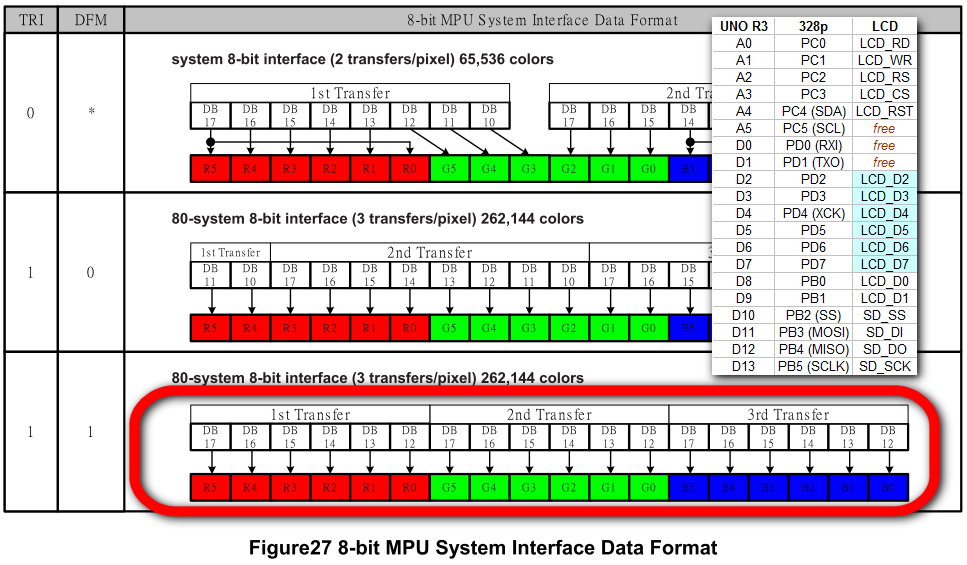 TRI DFM 8-bit MPU System Interface Data Format
0 *
system 8-bit interface (2 transfers/pixel) 65,536 colors
1st Transfer 2nd
DB 17 DB 16 DB 15 DB 14 DB 13 DB 12 DB 11 DB 10 DB 17 DB 16 DB 15 DB 14
R5 R4 R3 R2 R1 R0 G5 G4 G3 G2 G1 G0 B5
1 0
80-system 8-bit interface (3 transfers/pixel) 262,144 colors
1st Transfer 2nd Transfer
DB 11 DB 10 DB 17 DB 16 DB 15 DB 14 DB 13 DB 12 DB 17 DB 16 DB 15
R5 R4 R3 R2 R1 R0 G5 G4 G3 G2 G1 G0 B5
1 1
80-system 8-bit interface (3 transfers/pixel) 262,144 colors
1st Transfer 2nd Transfer 3rd Transfer
DB 17 DB 16 DB 15 DB 14 DB 13 DB 12 DB 17 DB 16 DB 15 DB 14 DB 13 DB 12 DB 17 DB 16 DB 15 DB 14 DB 13 DB 12
R5 R4 R3 R2 R1 R0 G5 G4 G3 G2 G1 G0 B5 B4 B3 B2 B1 B0
UNO R3 328p LCD
A0 PC0 LCD_RD
A1 PC1 LCD_WR
A2 PC2 LCD_RS
A3 PC3 LCD_CS
A4 PC4 (SDA) LCD_RST
A5 PC5 (SCL) free
D0 PD0 (RXI) free
D1 PD1 (TXO) free
D2 PD2 LCD_D2
D3 PD3 LCD_D3
D4 PD4 (XCK) LCD_D4
D5 PD5 LCD_D5
D6 PD6 LCD_D6
D7 PD7 LCD_D7
D8 PB0 LCD_D0
D9 PB1 LCD_D1
D10 PB2 (SS) SD_SS
D11 PB3 (MOSI) SD_DI
D12 PB4 (MISO) SD_DO
D13 PB5 (SCLK) SD_SCK
Figure27 8-bit MPU System Interface Data Format